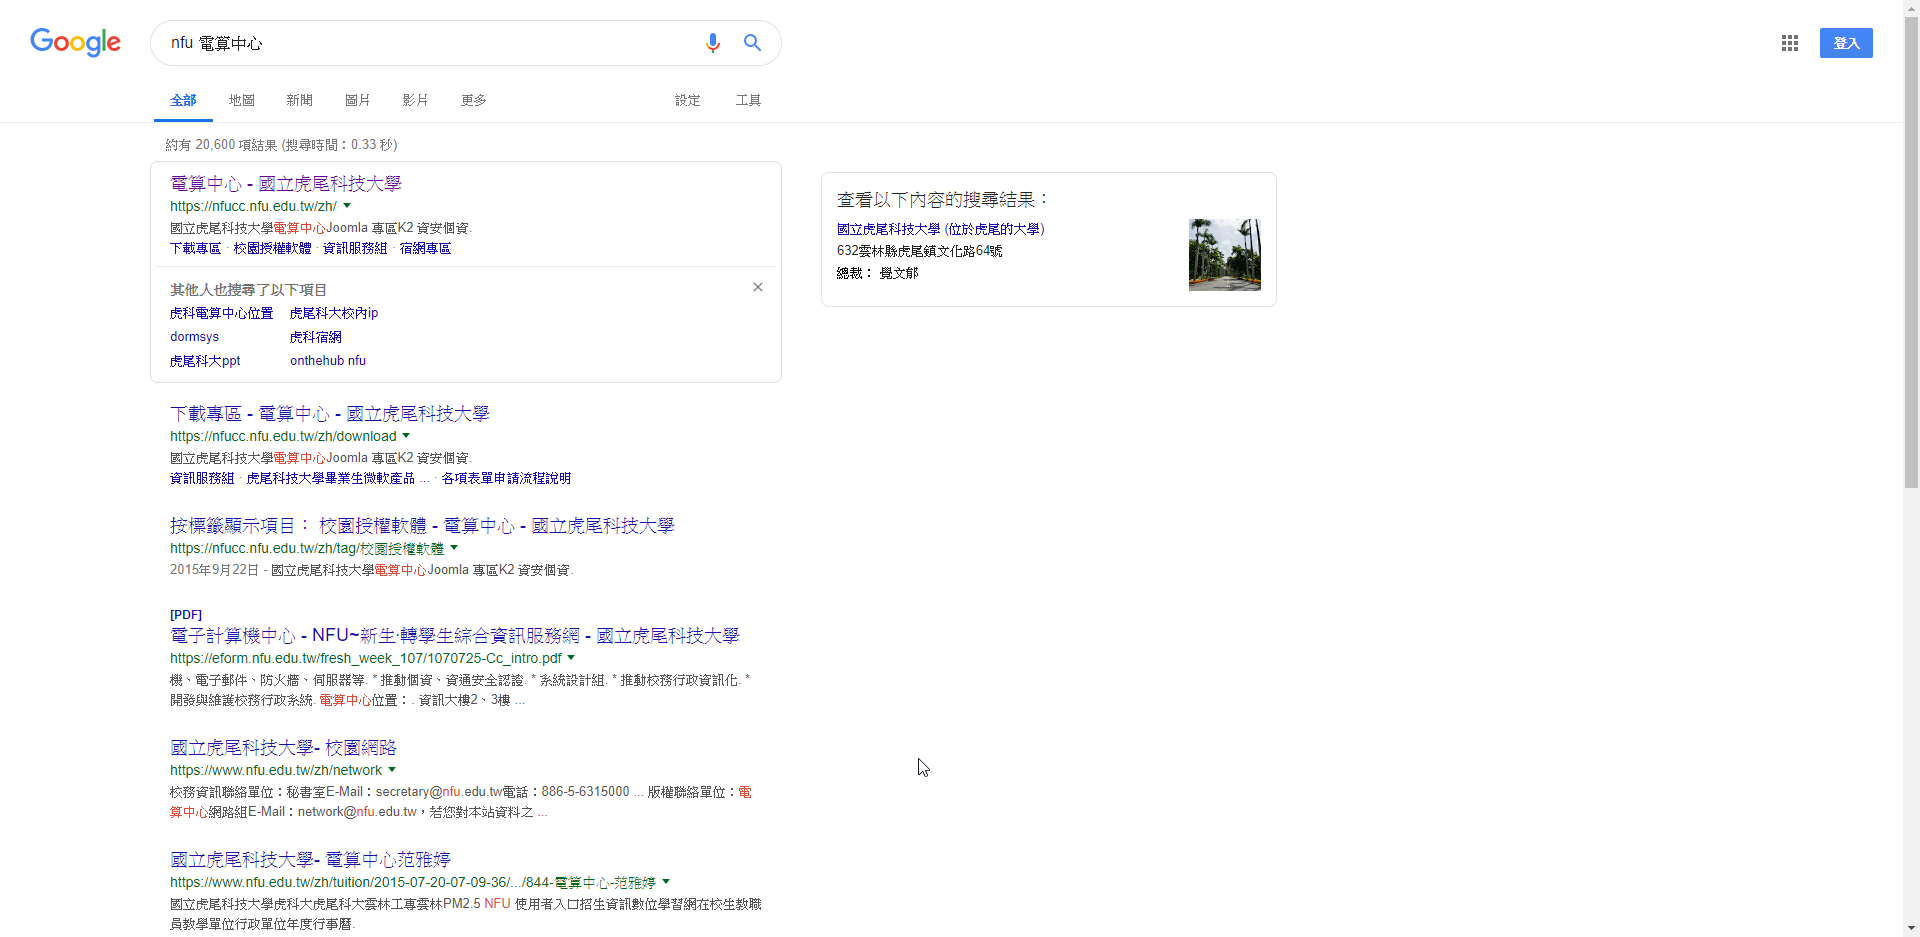 Google
nfu 電算中心
登入
全部 地圖 新聞 圖片 影片 更多 設定 工具
約有 20,600 項結果 (搜尋時間：0.33 秒)
電算中心 - 國立虎尾科技大學
https://nfucc.nfu.edu.tw/zh/
國立虎尾科技大學電算中心Joomla 專區K2 資安個資.
下載專區 · 校園授權軟體 · 資訊服務組 · 宿網專區
其他人也搜尋了以下項目
虎科電算中心位置 虎尾科大校內ip
dormsys 虎科宿網
虎尾科大ppt onthehub nfu
下載專區 - 電算中心 - 國立虎尾科技大學
https://nfucc.nfu.edu.tw/zh/download
國立虎尾科技大學電算中心Joomla 專區K2 資安個資.
資訊服務組 · 虎尾科技大學畢業生微軟產品 ... · 各項表單申請流程說明
按標籤顯示項目： 校園授權軟體 - 電算中心 - 國立虎尾科技大學
https://nfucc.nfu.edu.tw/zh/tag/校園授權軟體
2015年9月22日 - 國立虎尾科技大學電算中心Joomla 專區K2 資安個資.
[PDF]
電子計算機中心 - NFU~新生‧轉學生綜合資訊服務網 - 國立虎尾科技大學
https://eform.nfu.edu.tw/fresh_week_107/1070725-Cc_intro.pdf
機、電子郵件、防火牆、伺服器等. * 推動個資、資通安全認證. * 系統設計組. * 推動校務行政資訊化. *
開發與維護校務行政系統. 電算中心位置：. 資訊大樓2、3樓 ...
國立虎尾科技大學- 校園網路
https://www.nfu.edu.tw/zh/network
校務資訊聯絡單位：秘書室E-Mail：secretary@nfu.edu.tw電話：886-5-6315000 ... 版權聯絡單位：電
算中心網路組E-Mail：network@nfu.edu.tw，若您對本站資料之 ...
國立虎尾科技大學- 電算中心范雅婷
https://www.nfu.edu.tw/zh/tuition/2015-07-20-07-09-36/.../844-電算中心-范雅婷
國立虎尾科技大學虎科大虎尾科大雲林工專雲林PM2.5 NFU 使用者入口招生資訊數位學習網在校生教職
員教學單位行政單位年度行事曆.
查看以下內容的搜尋結果：
國立虎尾科技大學 (位於虎尾的大學)
632雲林縣虎尾鎮文化路64號
總裁： 覺文郁